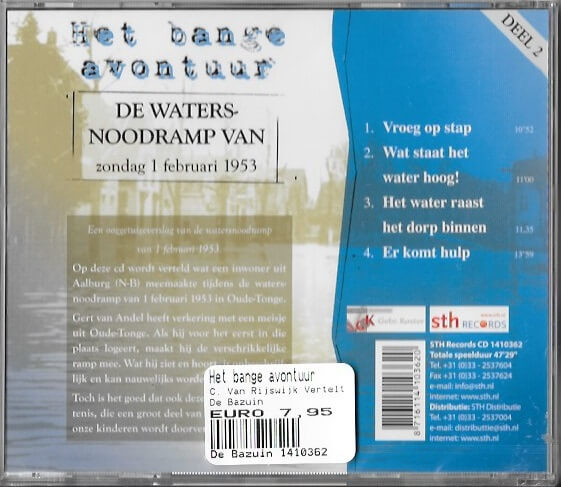 DEEL 2
Het bange
avontuur
DE WATERS-
NOODRAMP VAN
zondag 1 februari 1953
1. Vroeg op stap 10'52
2. Wat staat het
water hoog! 11'00
3. Het water raast
het dorp binnen 11.35
4. Er komt hulp 13'59
Een ooggetuigeverslag van de watersnoodramp
van 1 februari 1953.
Op deze cd wordt verteld wat een inwoner uit
Aalburg (N-B) meemaakte tijdens de waters-
noodramp van 1 februari 1953 in Oude-Tonge.
Gert van Andel heeft verkering met een meisje
uit Oude-Tonge. Als hij voor het eerst in die
plaats logeert, maakt hij de verschrikkelijke
ramp mee. Wat hij ziet en hoort, is
lijk en kan nauwelijks
Toch is het goed dat ook deze
tenis, die een groot deel van
onze kinderen wordt
Het bange avontuur
C. Van Rijswijk Vertelt
De Bazuin
EURO 7,95
De Bazuin 1410362
GK Gebr. Koster
www.sth.nl
sth RECORDS
8716114103620
STH Records CD 1410362
Totale speelduur 47'29"
Tel. +31 (0)33 - 2537604
Fax +31 (0)33 - 2537624
e-mail: info@sth.nl
internet: www.sth.nl
Distributie: STH Distributie
Tel. +31 (0)33 - 2537004
e-mail: distributie@sth.nl
internet: www.sth.nl